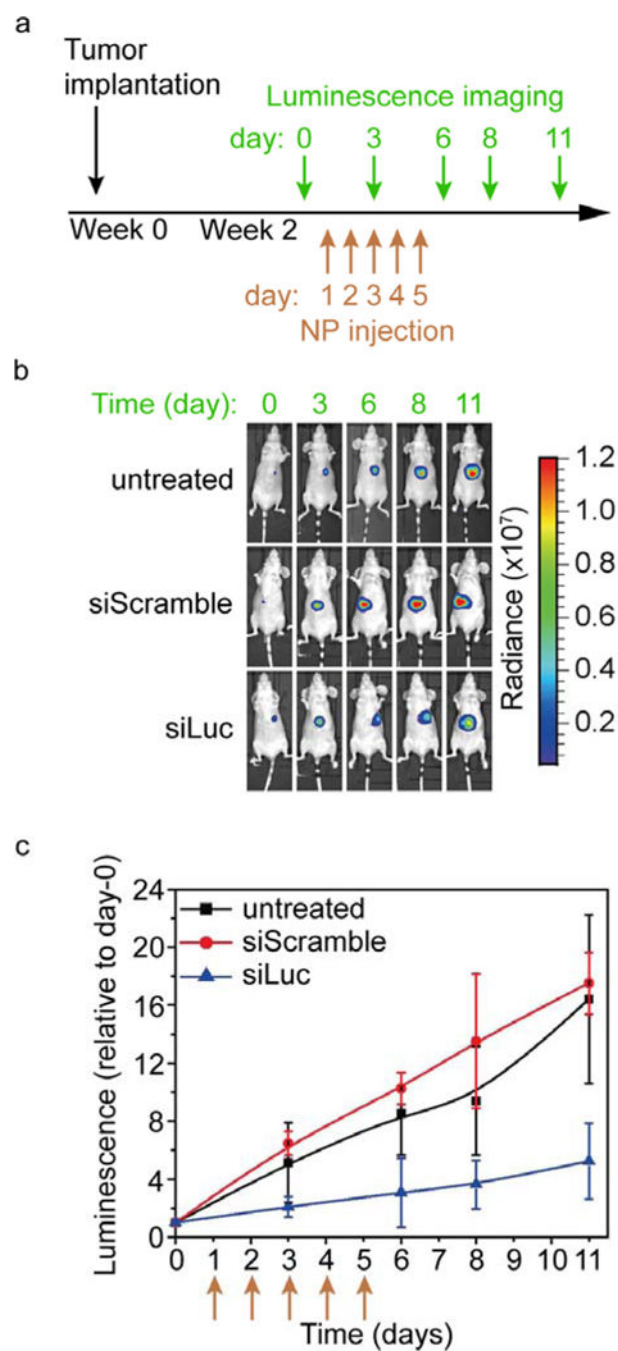 a
Tumor
implantation
Luminescence imaging
day: 0 3 6 8 11
Week 0 Week 2
day: 1 2 3 4 5
NP injection
b
Time (day): 0 3 6 8 11
untreated
siScramble
siLuc
Radiance (x10⁷)
1.2
1.0
0.8
0.6
0.4
0.2
c
Luminescence (relative to day-0)
24
20
16
12
8
4
0
untreated
siScramble
siLuc
0 1 2 3 4 5 6 7 8 9 10 11
Time (days)